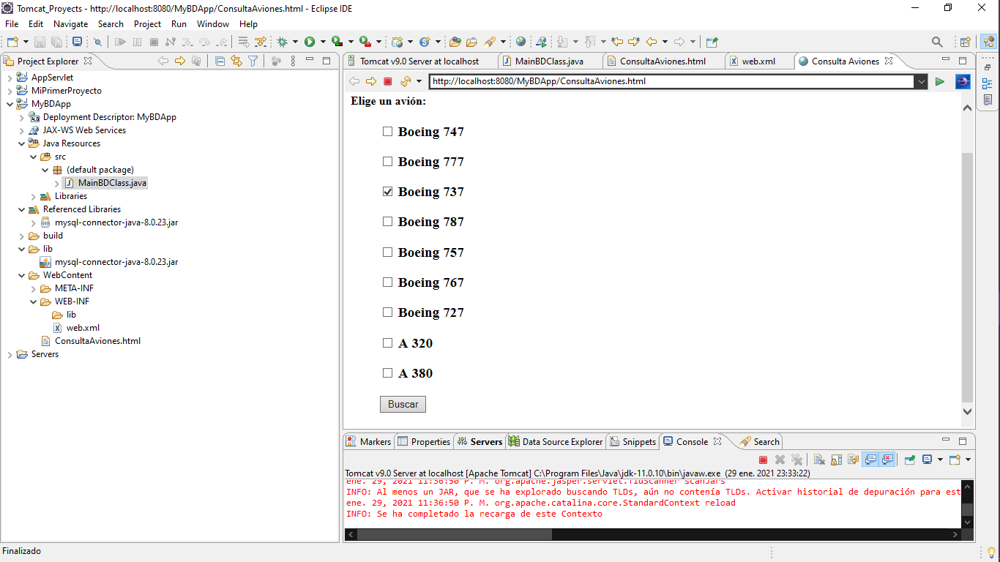 Tomcat_Proyects - http://localhost:8080/MyBDApp/ConsultaAviones.html - Eclipse IDE
File Edit Navigate Search Project Run Window Help
Project Explorer
AppServlet
MiPrimerProyecto
MyBDApp
4.0 Deployment Descriptor: MyBDApp
JAX-WS Web Services
Java Resources
src
(default package)
MainBDClass.java
Libraries
Referenced Libraries
mysql-connector-java-8.0.23.jar
build
lib
mysql-connector-java-8.0.23.jar
WebContent
META-INF
WEB-INF
lib
web.xml
ConsultaAviones.html
Servers
Tomcat v9.0 Server at localhost MainBDClass.java ConsultaAviones.html web.xml Consulta Aviones
http://localhost:8080/MyBDApp/ConsultaAviones.html
Elige un avión:
Boeing 747
Boeing 777
Boeing 737
Boeing 787
Boeing 757
Boeing 767
Boeing 727
A 320
A 380
Buscar
Markers Properties Servers Data Source Explorer Snippets Console Search
Tomcat v9.0 Server at localhost [Apache Tomcat] C:\Program Files\Java\jdk-11.0.10\bin\javaw.exe (29 ene. 2021 23:33:22)
ene. 29, 2021 11:36:50 P. M. org.apache.jasper.servlet.TldScanner scanJars
INFO: Al menos un JAR, que se ha explorado buscando TLDs, aún no contenía TLDs. Activar historial de depuración para est
ene. 29, 2021 11:36:50 P. M. org.apache.catalina.core.StandardContext reload
INFO: Se ha completado la recarga de este Contexto
Finalizado